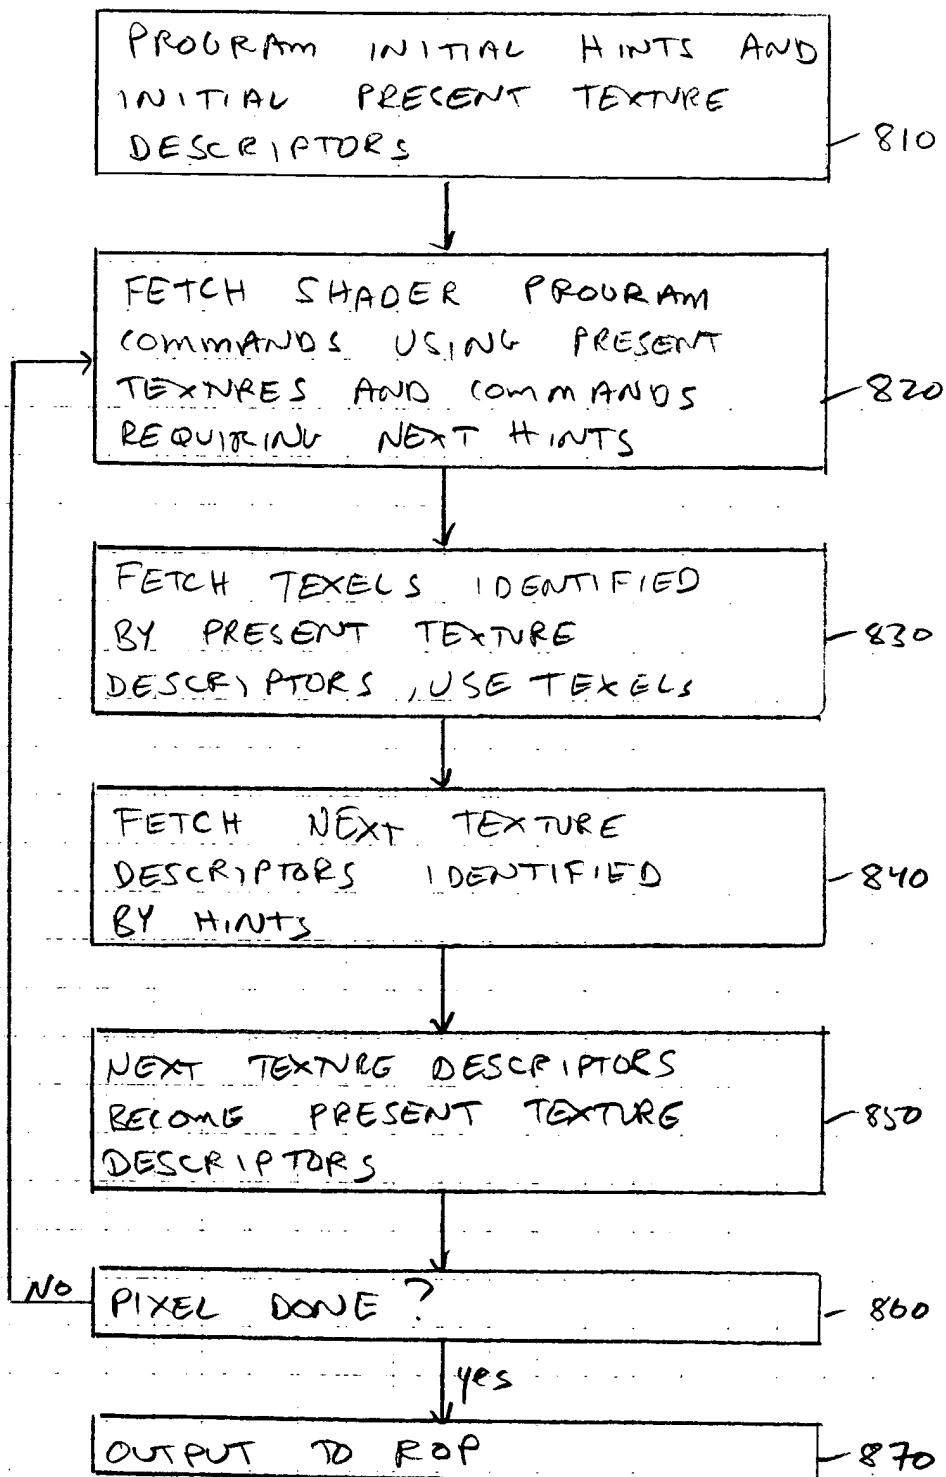 PROGRAM INITIAL HINTS AND
INITIAL PRESENT TEXTURE
DESCRIPTORS
810
FETCH SHADER PROGRAM
COMMANDS USING PRESENT
TEXTURES AND COMMANDS
REQUIRING NEXT HINTS
820
FETCH TEXELS IDENTIFIED
BY PRESENT TEXTURE
DESCRIPTORS, USE TEXELS
830
FETCH NEXT TEXTURE
DESCRIPTORS IDENTIFIED
BY HINTS
840
NEXT TEXTURE DESCRIPTORS
BECOME PRESENT TEXTURE
DESCRIPTORS
850
NO
PIXEL DONE?
860
yes
OUTPUT TO ROP
870